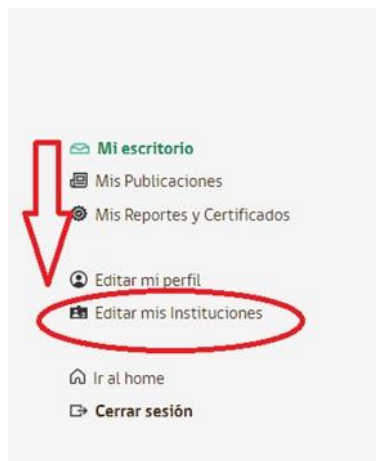 Mi escritorio
Mis Publicaciones
Mis Reportes y Certificados
Editar mi perfil
Editar mis Instituciones
Ir al home
Cerrar sesión